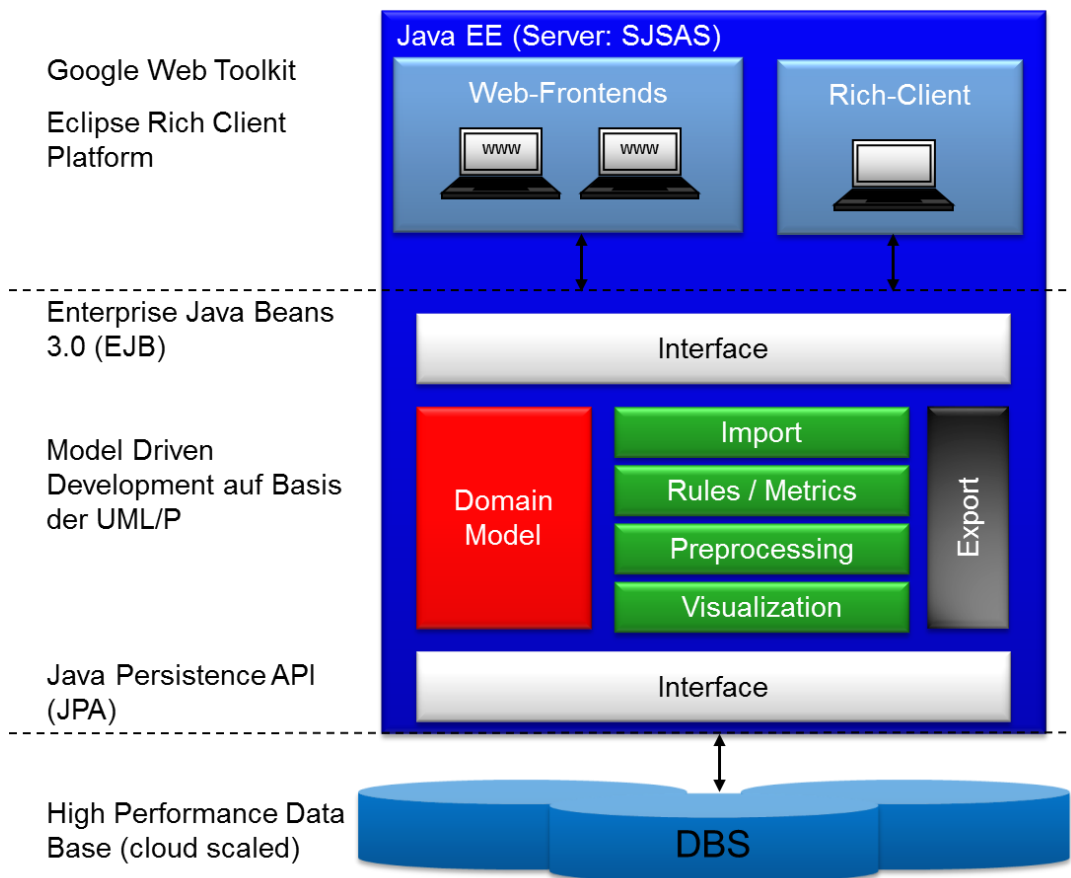 Java EE (Server: SJSAS)
Google Web Toolkit
Eclipse Rich Client
Platform
Web-Frontends
www
www
Rich-Client
Enterprise Java Beans
3.0 (EJB)
Interface
Model Driven
Development auf Basis
der UML/P
Domain
Model
Import
Rules / Metrics
Preprocessing
Visualization
Export
Java Persistence API
(JPA)
Interface
High Performance Data
Base (cloud scaled)
DBS